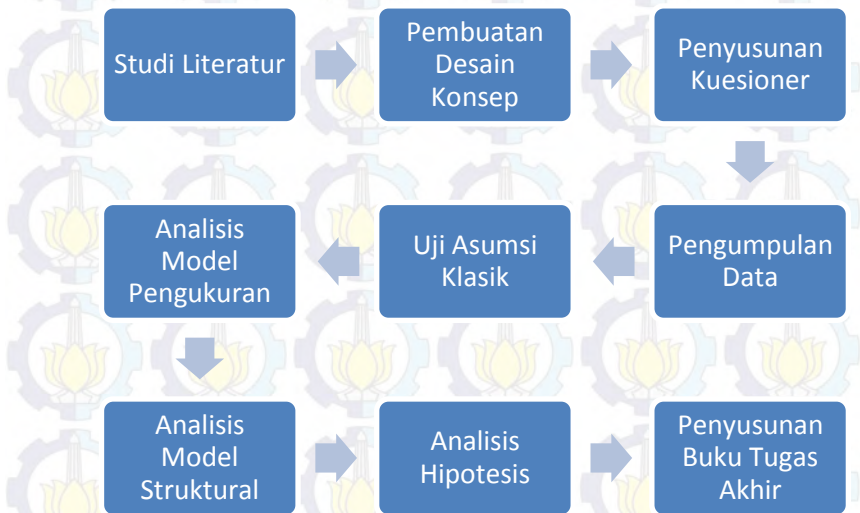 Studi Literatur
Pembuatan
Desain
Konsep
Penyusunan
Kuesioner
Pengumpulan
Data
Uji Asumsi
Klasik
Analisis
Model
Pengukuran
Analisis
Model
Struktural
Analisis
Hipotesis
Penyusunan
Buku Tugas
Akhir